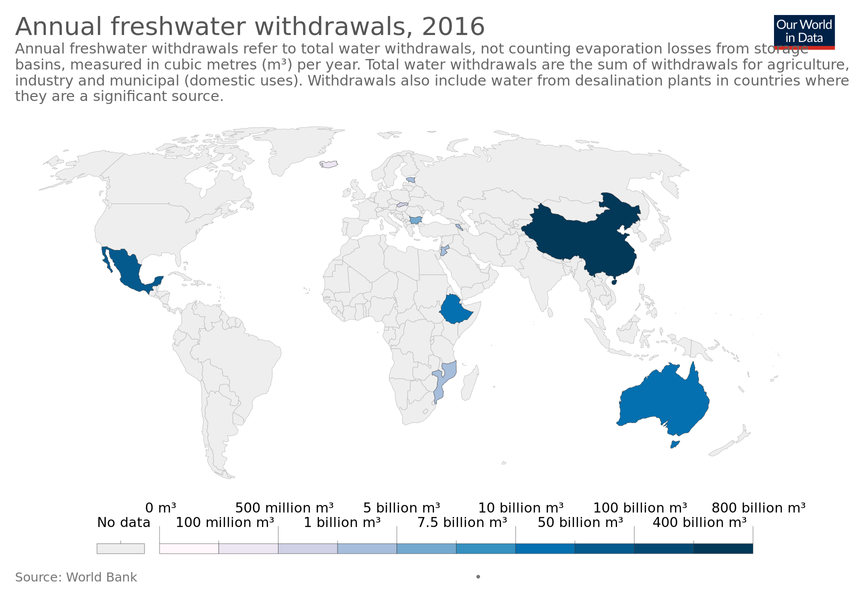 Annual freshwater withdrawals, 2016
Our World
in Data
Annual freshwater withdrawals refer to total water withdrawals, not counting evaporation losses from storage
basins, measured in cubic metres (m³) per year. Total water withdrawals are the sum of withdrawals for agriculture,
industry and municipal (domestic uses). Withdrawals also include water from desalination plants in countries where
they are a significant source.
0 m³ 500 million m³ 5 billion m³ 10 billion m³ 100 billion m³ 800 billion m³
No data 100 million m³ 1 billion m³ 7.5 billion m³ 50 billion m³ 400 billion m³
Source: World Bank •